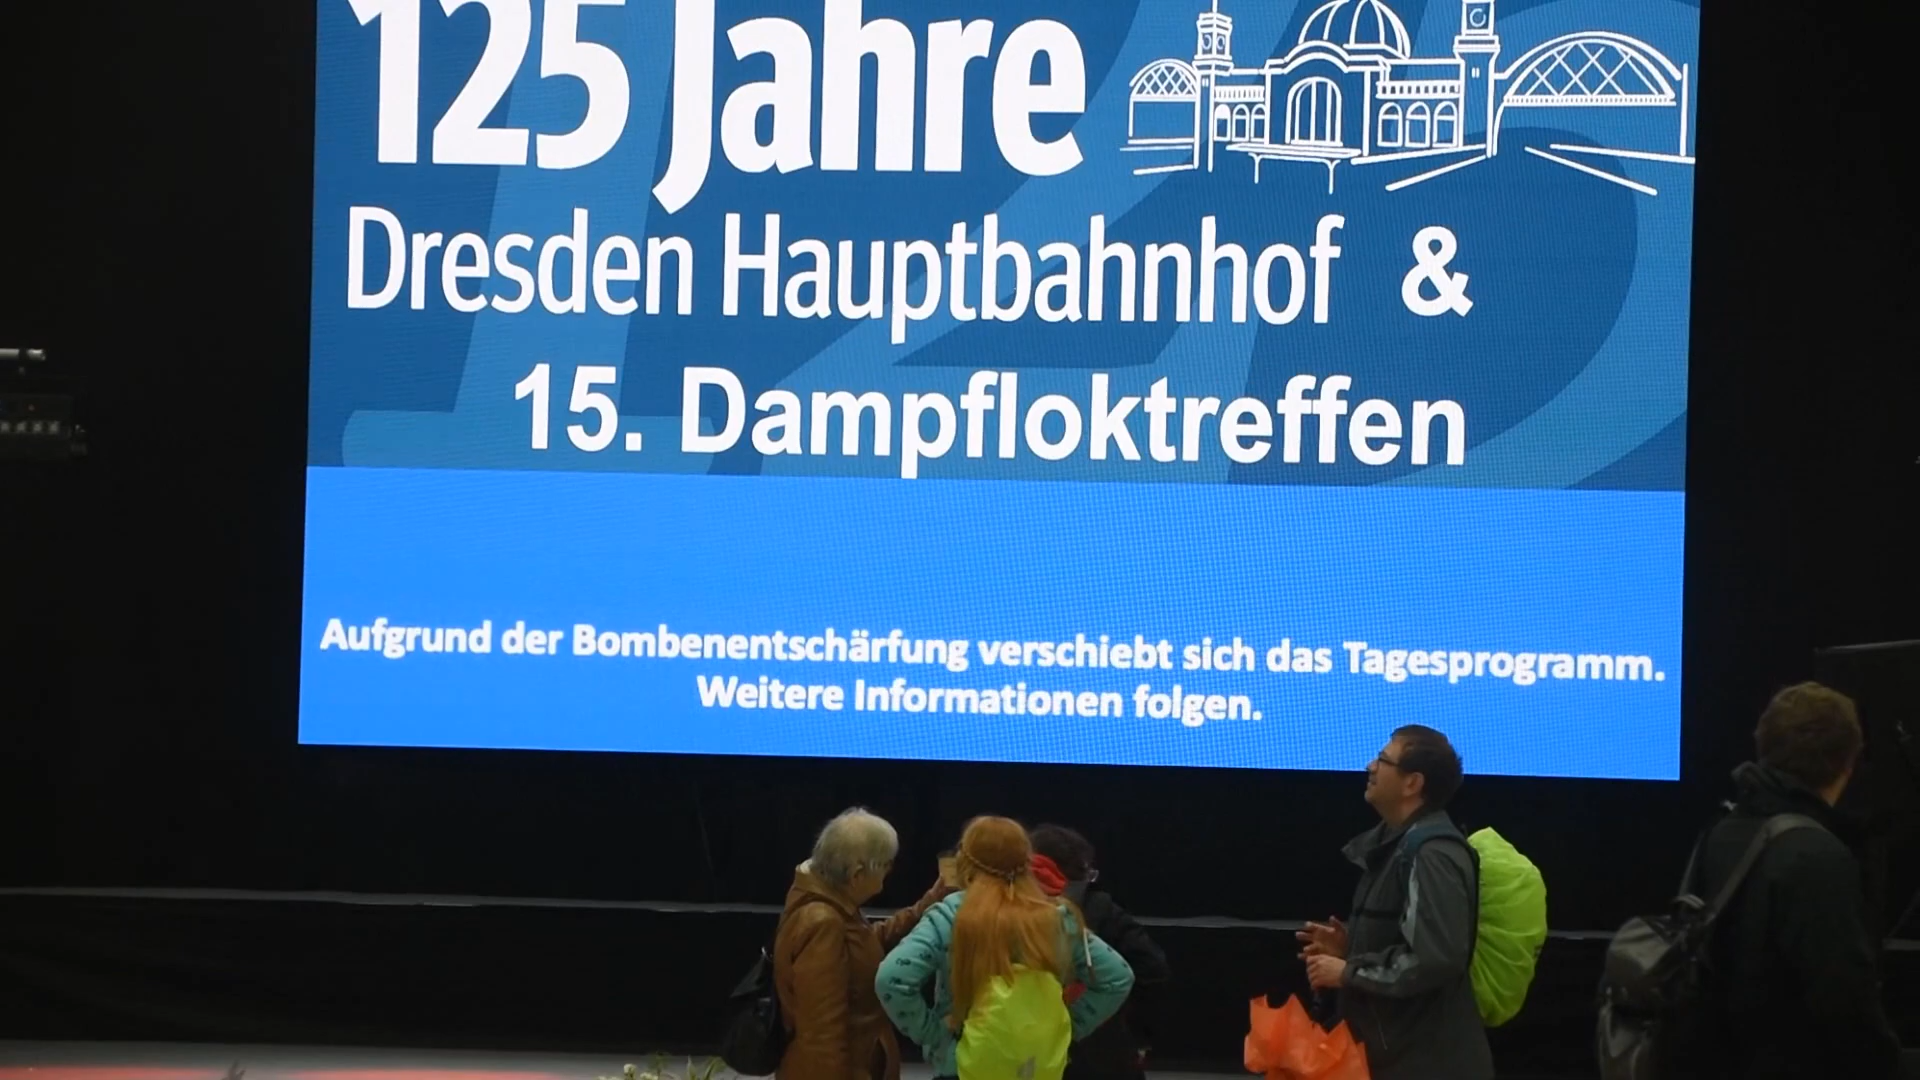 125 Jahre
Dresden Hauptbahnhof &
15. Dampfloktreffen
Aufgrund der Bombenentschärfung verschiebt sich das Tagesprogramm.
Weitere Informationen folgen.